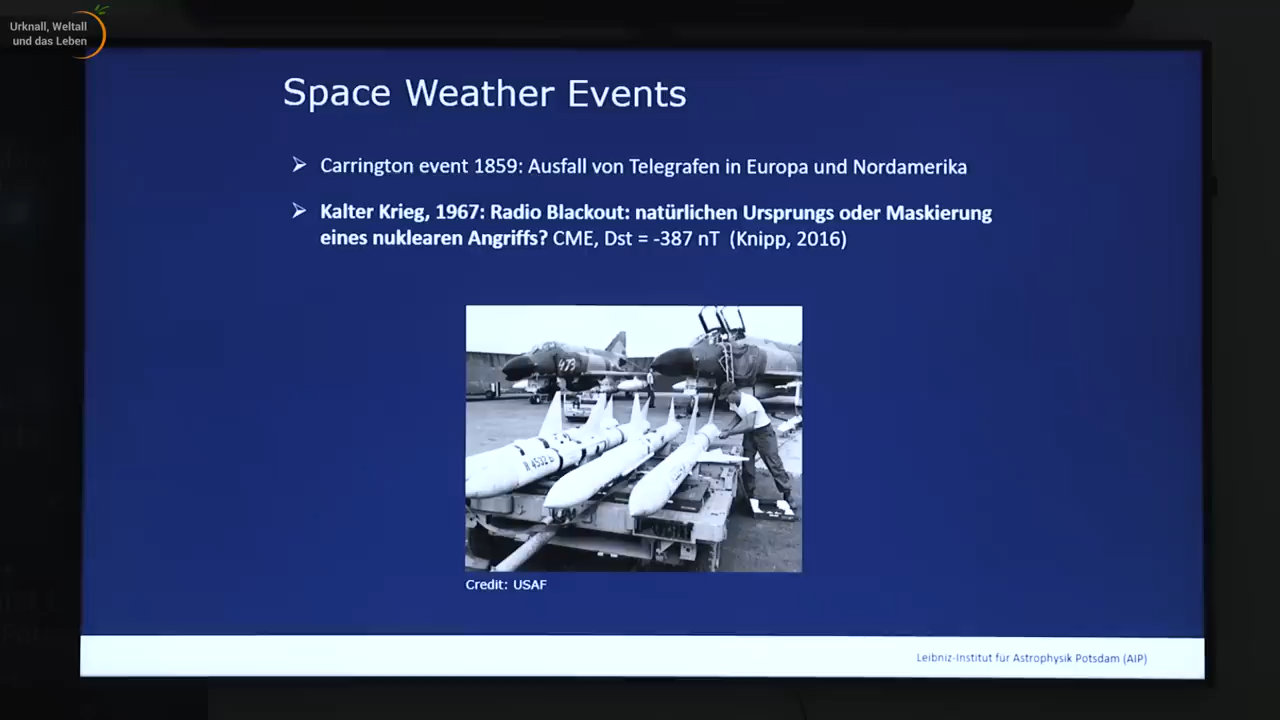 Urknall, Weltall
und das Leben
Space Weather Events
Carrington event 1859: Ausfall von Telegrafen in Europa und Nordamerika
Kalter Krieg, 1967: Radio Blackout: natürlichen Ursprungs oder Maskierung
eines nuklearen Angriffs? CME, Dst = -387 nT (Knipp, 2016)
473
Credit: USAF
Leibniz-Institut für Astrophysik Potsdam (AIP)